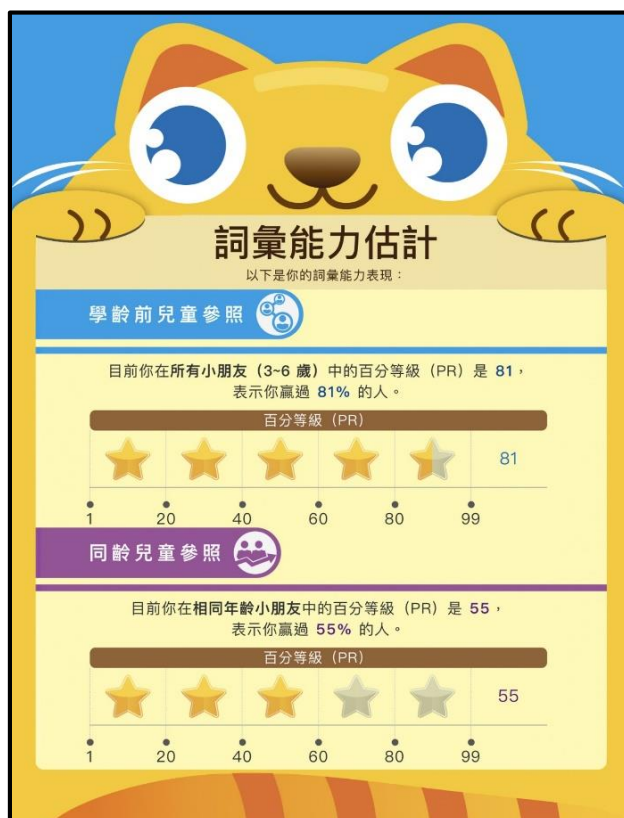 詞彙能力估計
以下是你的詞彙能力表現：
學齡前兒童參照
目前你在所有小朋友（3~6 歲）中的百分等級（PR）是 81，
表示你贏過 81% 的人。
百分等級（PR）
81
1 20 40 60 80 99
同齡兒童參照
目前你在相同年齡小朋友中的百分等級（PR）是 55，
表示你贏過 55% 的人。
百分等級（PR）
55
1 20 40 60 80 99